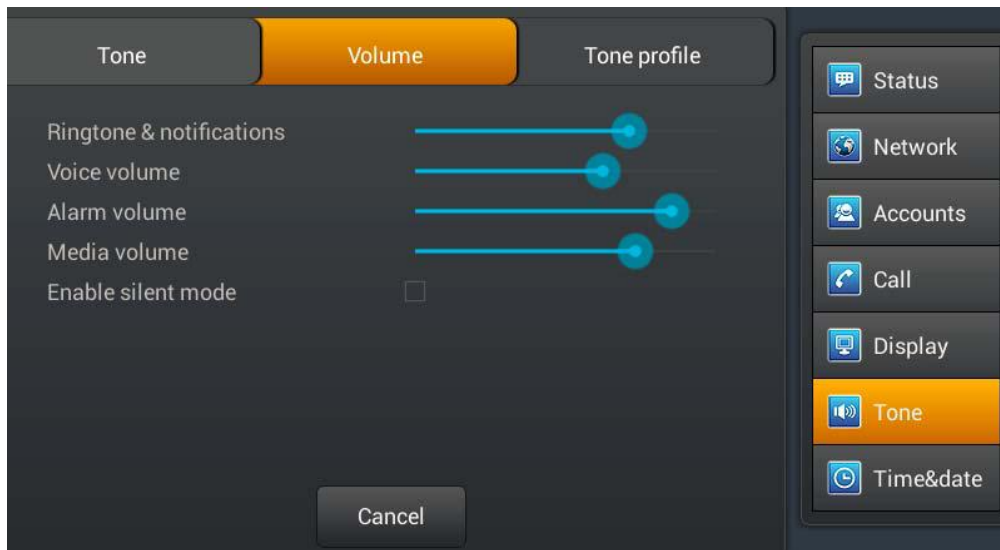 Tone
Volume
Tone profile
Ringtone & notifications
Voice volume
Alarm volume
Media volume
Enable silent mode
Cancel
Status
Network
Accounts
Call
Display
Tone
Time&date